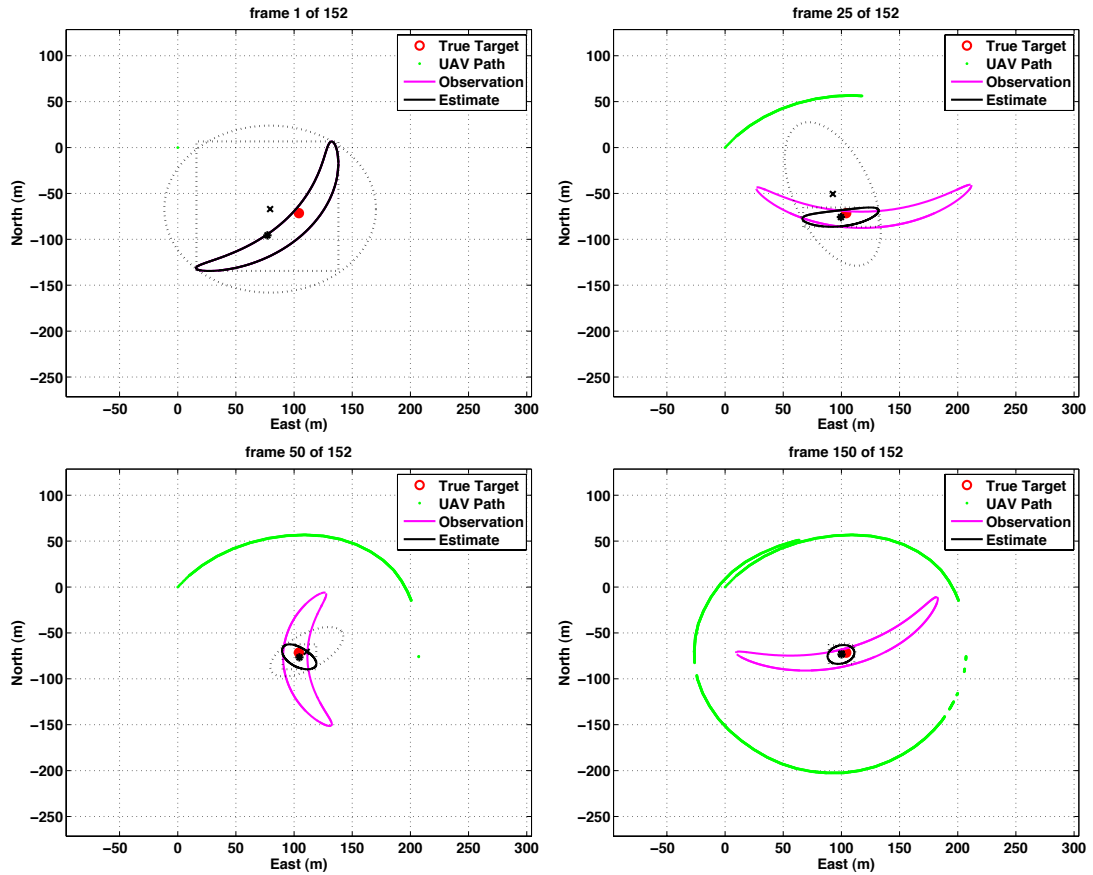 frame 1 of 152
True Target
UAV Path
Observation
Estimate
100
50
0
−50
−100
−150
−200
−250
North (m)
−50 0 50 100 150 200 250 300
East (m)
frame 25 of 152
True Target
UAV Path
Observation
Estimate
100
50
0
−50
−100
−150
−200
−250
North (m)
−50 0 50 100 150 200 250 300
East (m)
frame 50 of 152
True Target
UAV Path
Observation
Estimate
100
50
0
−50
−100
−150
−200
−250
North (m)
−50 0 50 100 150 200 250 300
East (m)
frame 150 of 152
True Target
UAV Path
Observation
Estimate
100
50
0
−50
−100
−150
−200
−250
North (m)
−50 0 50 100 150 200 250 300
East (m)